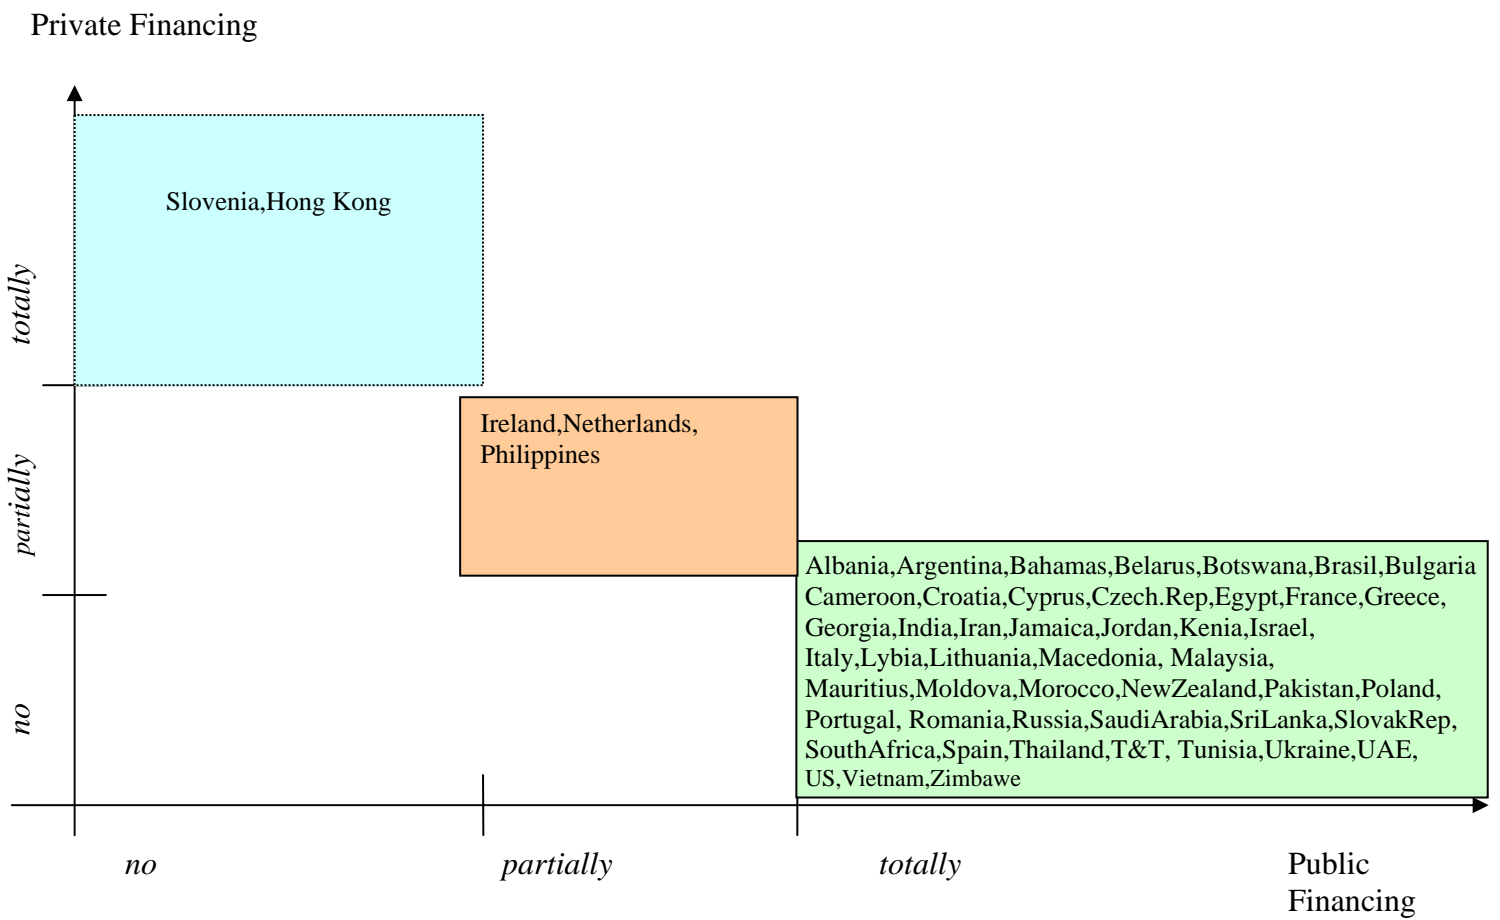 Private Financing
Slovenia,Hong Kong
totally
Ireland,Netherlands,
Philippines
partially
Albania,Argentina,Bahamas,Belarus,Botswana,Brasil,Bulgaria
Cameroon,Croatia,Cyprus,Czech.Rep,Egypt,France,Greece,
Georgia,India,Iran,Jamaica,Jordan,Kenia,Israel,
Italy,Lybia,Lithuania,Macedonia, Malaysia,
Mauritius,Moldova,Morocco,NewZealand,Pakistan,Poland,
Portugal, Romania,Russia,SaudiArabia,SriLanka,SlovakRep,
SouthAfrica,Spain,Thailand,T&T, Tunisia,Ukraine,UAE,
US,Vietnam,Zimbawe
no
no
partially
totally
Public
Financing